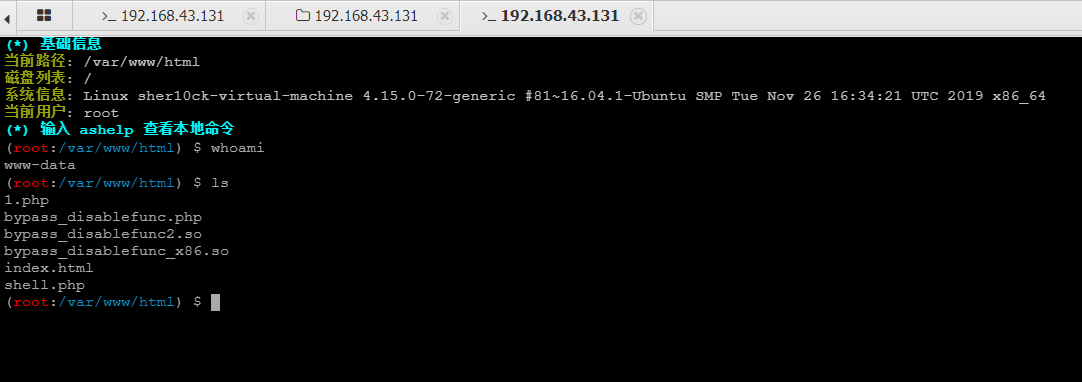 >_ 192.168.43.131 192.168.43.131 >_ 192.168.43.131
(*) 基础信息
当前路径: /var/www/html
磁盘列表: /
系统信息: Linux sher10ck-virtual-machine 4.15.0-72-generic #81~16.04.1-Ubuntu SMP Tue Nov 26 16:34:21 UTC 2019 x86_64
当前用户: root
(*) 输入 ashelp 查看本地命令
(root:/var/www/html) $ whoami
www-data
(root:/var/www/html) $ ls
1.php
bypass_disablefunc.php
bypass_disablefunc2.so
bypass_disablefunc_x86.so
index.html
shell.php
(root:/var/www/html) $